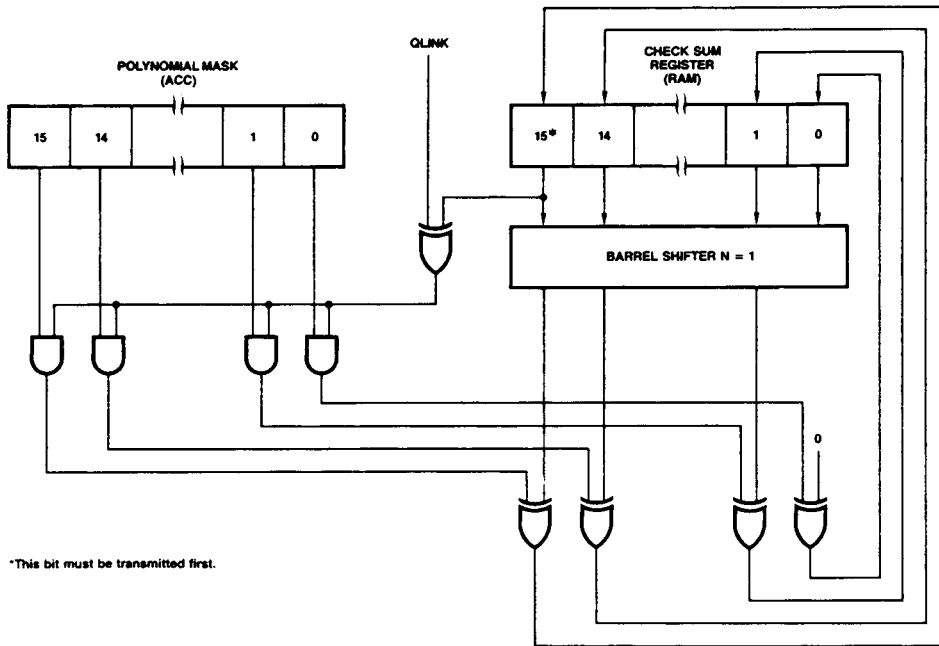 QLINK
POLYNOMIAL MASK
(ACC)
CHECK SUM
REGISTER
(RAM)
15 14 1 0
15* 14 1 0
BARREL SHIFTER N = 1
0
*This bit must be transmitted first.